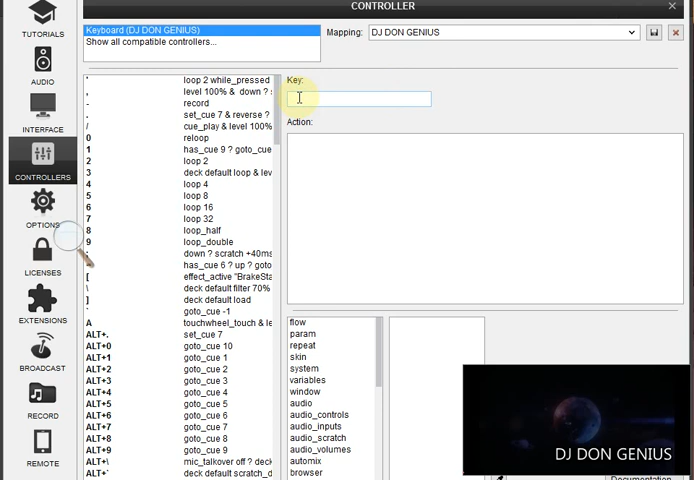 CONTROLLER
TUTORIALS
AUDIO
INTERFACE
CONTROLLERS
OPTIONS
LICENSES
EXTENSIONS
BROADCAST
RECORD
REMOTE
Keyboard (DJ DON GENIUS)
Show all compatible controllers...
Mapping: DJ DON GENIUS
' loop 2 while_pressed
, level 100% & down ? s
- record
. set_cue 7 & reverse ?
/ cue_play & level 100%
0 reloop
1 has_cue 9 ? goto_cue
2 loop 2
3 deck default loop & lev
4 loop 4
5 loop 8
6 loop 16
7 loop 32
8 loop_half
9 loop_double
; down ? scratch +40ms
= has_cue 6 ? up ? goto
[ effect_active "BrakeSta
\ deck default filter 70%
] deck default load
` goto_cue -1
A touchwheel_touch & le
ALT+. set_cue 7
ALT+0 goto_cue 10
ALT+1 goto_cue 1
ALT+2 goto_cue 2
ALT+3 goto_cue 3
ALT+4 goto_cue 4
ALT+5 goto_cue 5
ALT+6 goto_cue 6
ALT+7 goto_cue 7
ALT+8 goto_cue 8
ALT+9 goto_cue 9
ALT+\ mic_talkover off ? deck
ALT+` deck default scratch_d
Key:
Action:
flow
param
repeat
skin
system
variables
window
audio
audio_controls
audio_inputs
audio_scratch
audio_volumes
automix
browser
DJ DON GENIUS
Documentation